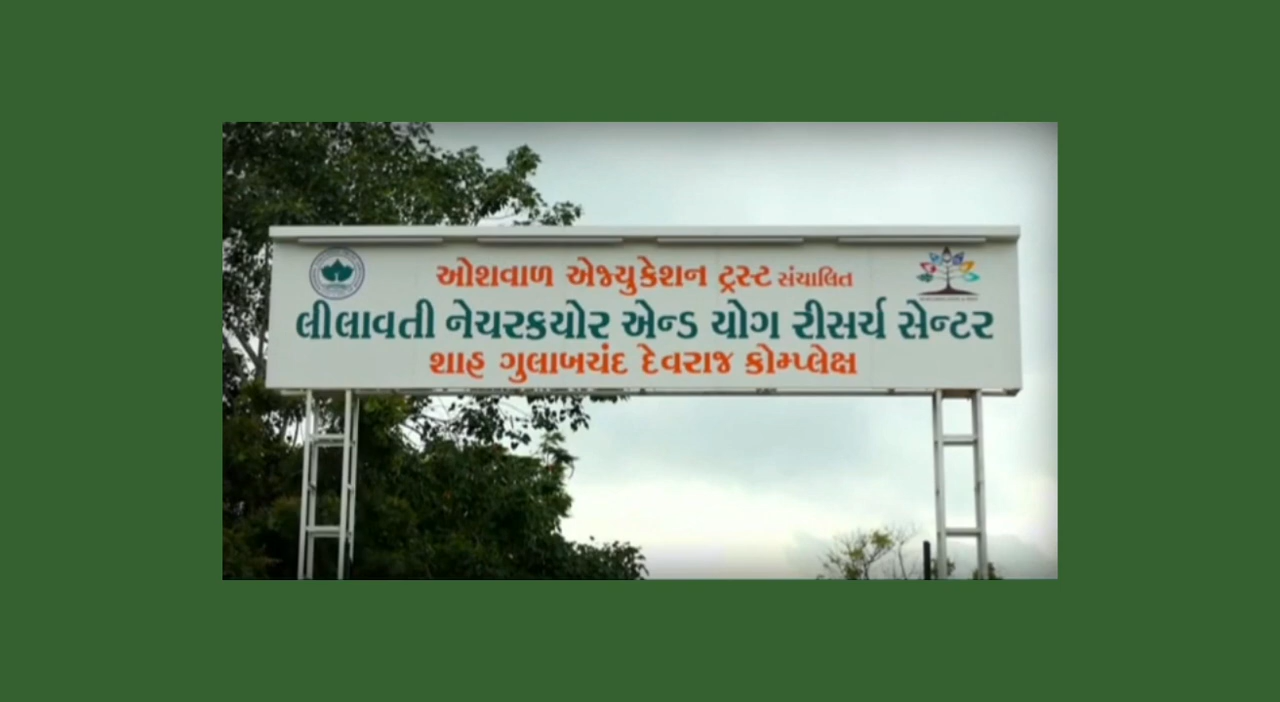 ઓશવાળ એજ્યુકેશન ટ્રસ્ટ સંચાલિત
લીલાવતી નેચરક્યોર એન્ડ યોગ રીસર્ચ સેન્ટર
શાહ ગુલાબચંદ દેવરાજ કોમ્પ્લેક્ષ